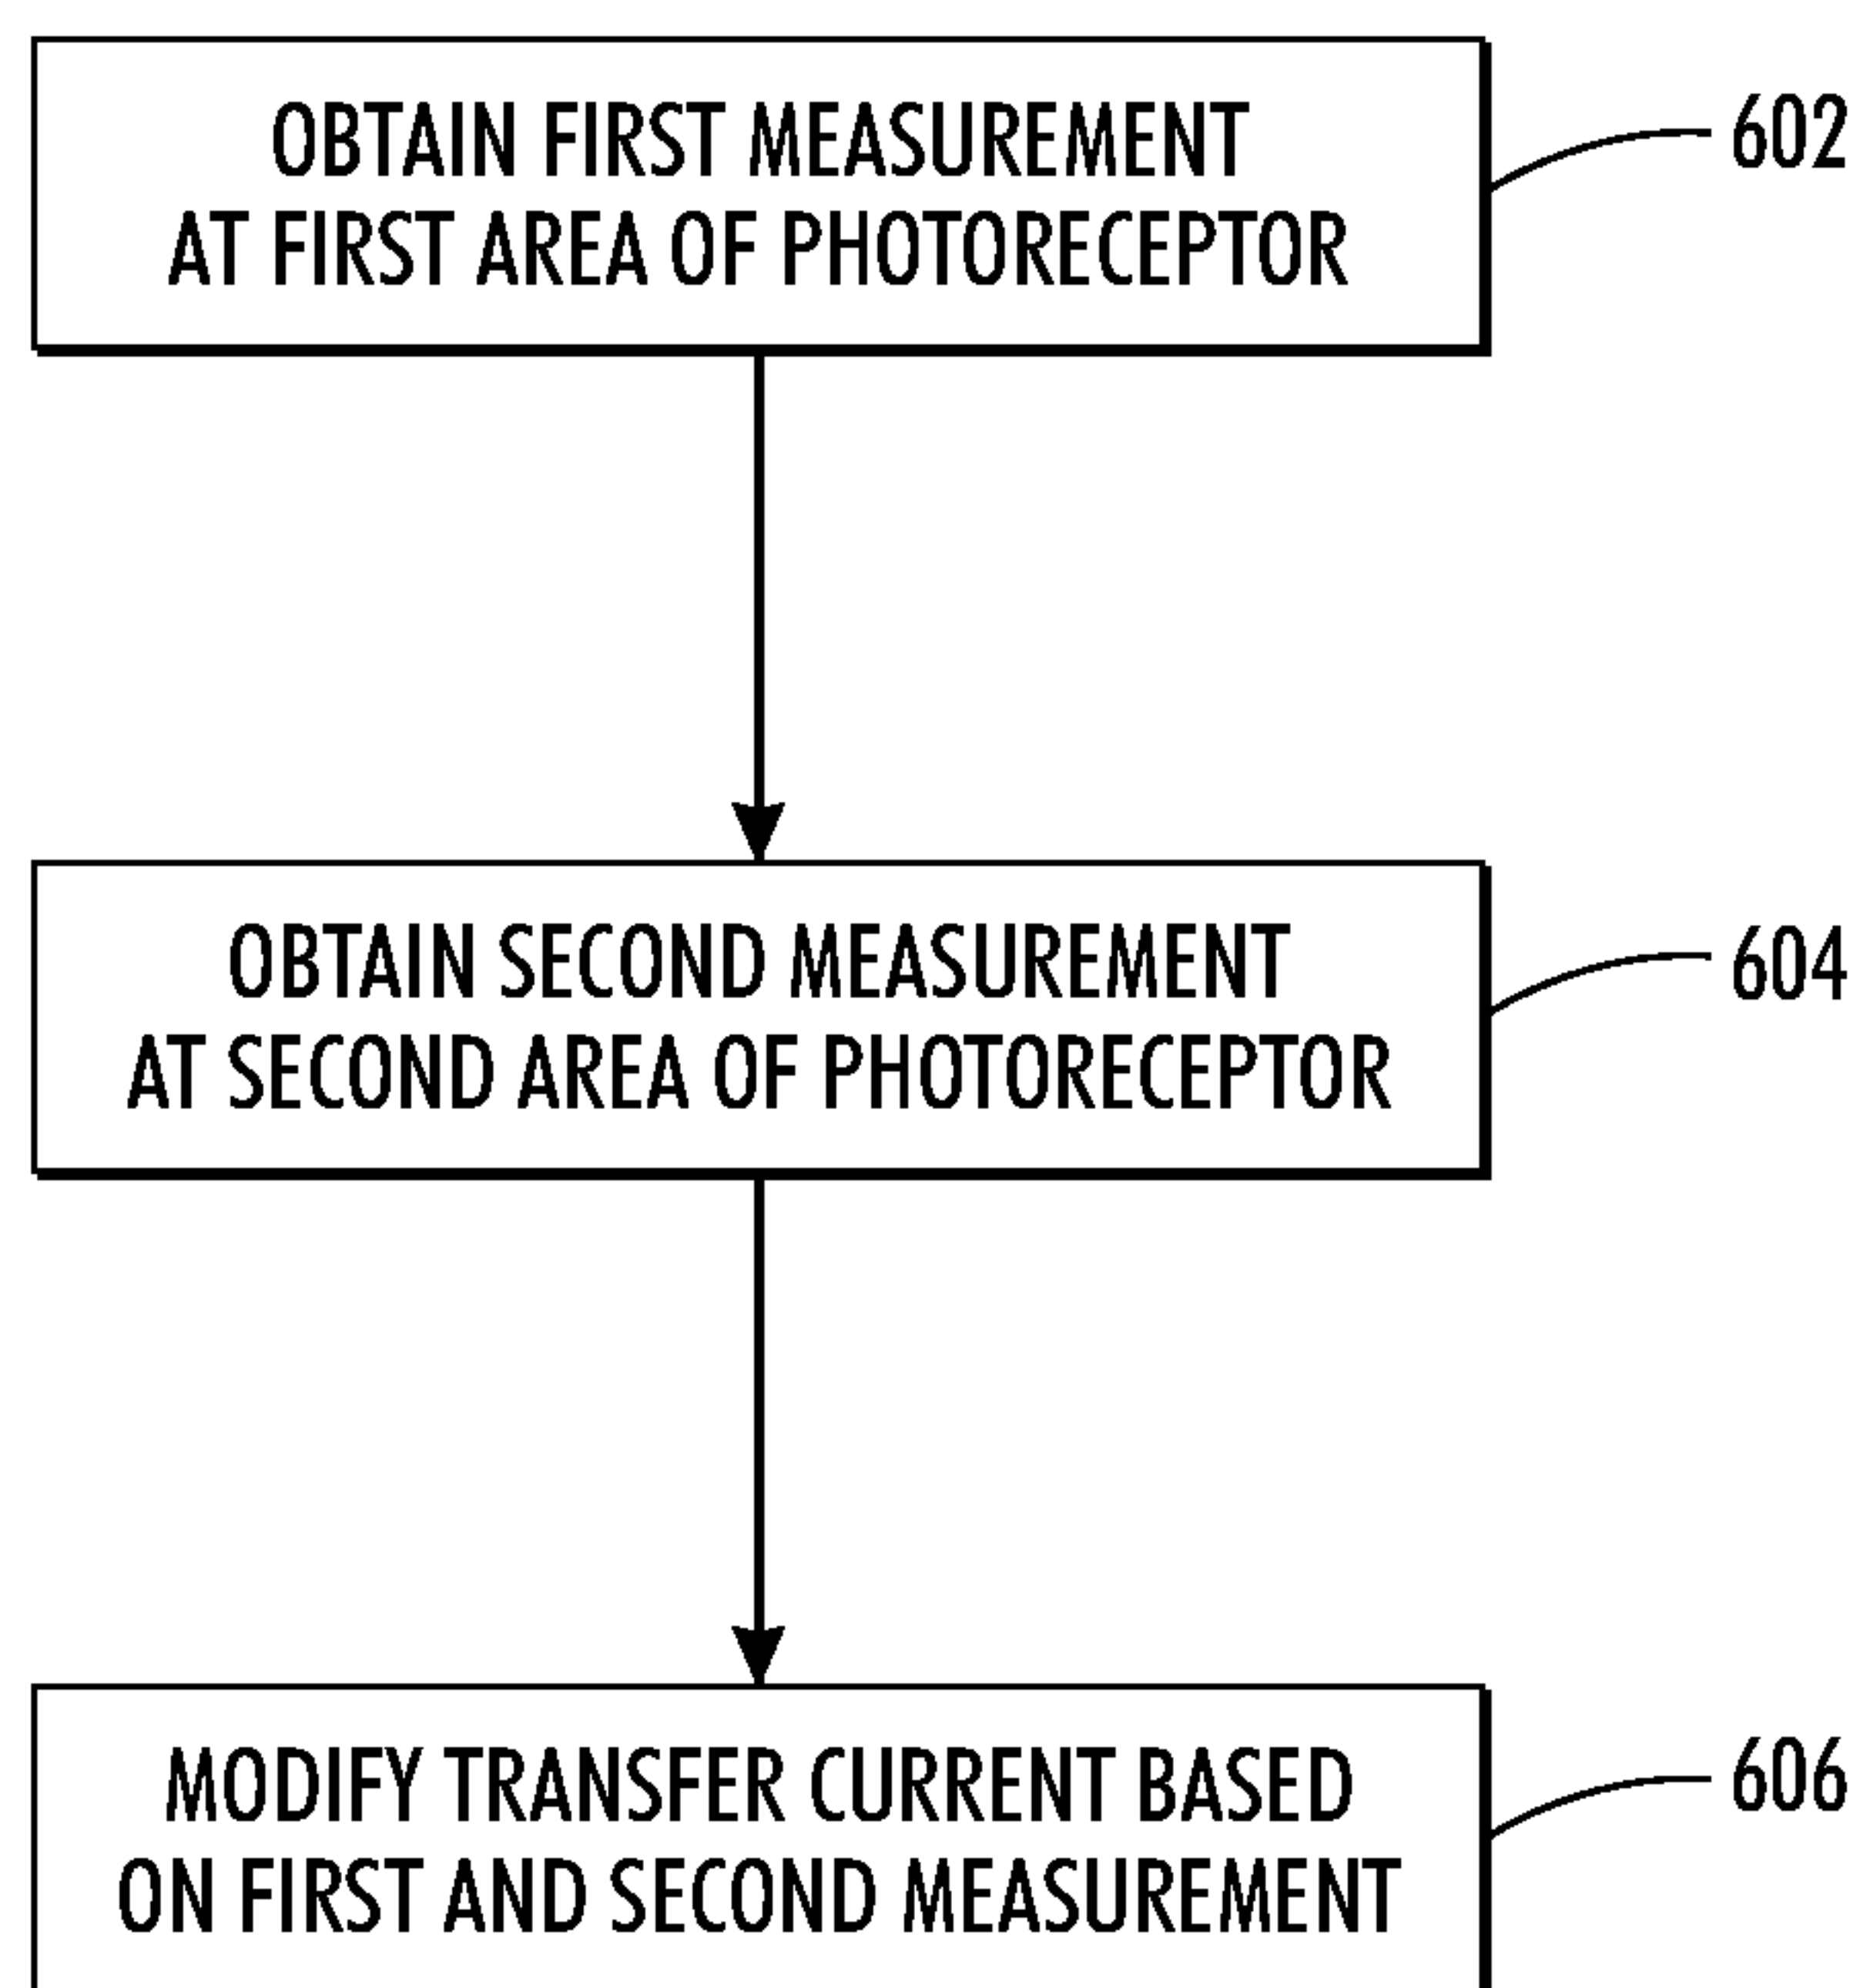 OBTAIN FIRST MEASUREMENT
AT FIRST AREA OF PHOTORECEPTOR
602
OBTAIN SECOND MEASUREMENT
AT SECOND AREA OF PHOTORECEPTOR
604
MODIFY TRANSFER CURRENT BASED
ON FIRST AND SECOND MEASUREMENT
606